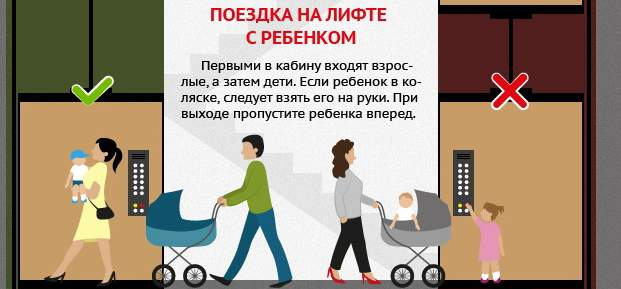 ПОЕЗДКА НА ЛИФТЕ
С РЕБЕНКОМ
Первыми в кабину входят взрос-
лые, а затем дети. Если ребенок в ко-
ляске, следует взять его на руки. При
выходе пропустите ребенка вперед.